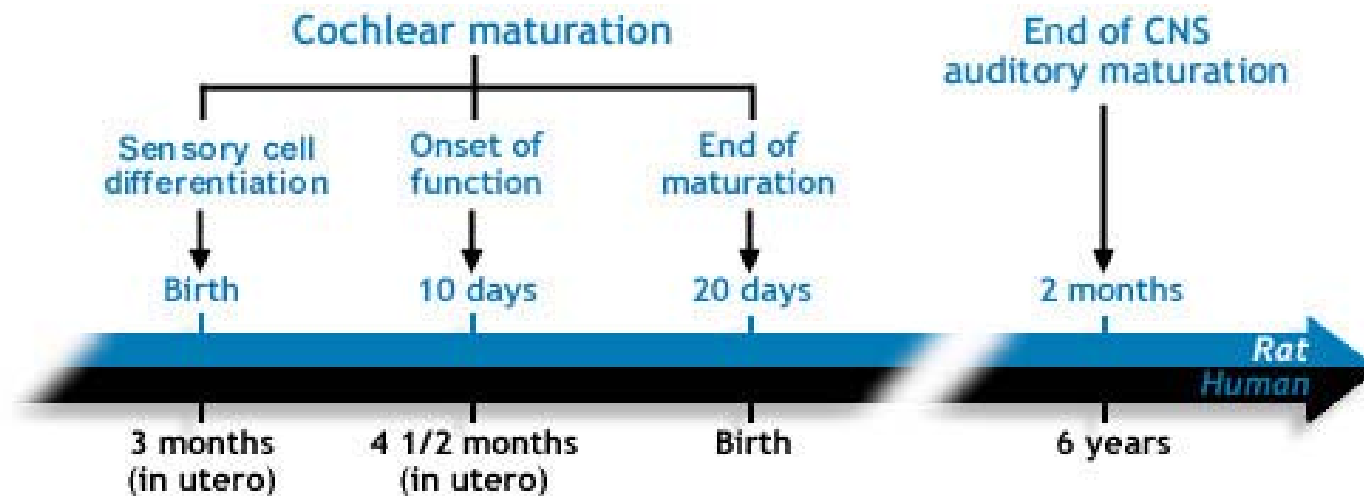 Cochlear maturation
End of CNS
auditory maturation
Sensory cell
differentiation
Onset of
function
End of
maturation
Birth
10 days
20 days
2 months
Rat
Human
3 months
(in utero)
4 1/2 months
(in utero)
Birth
6 years